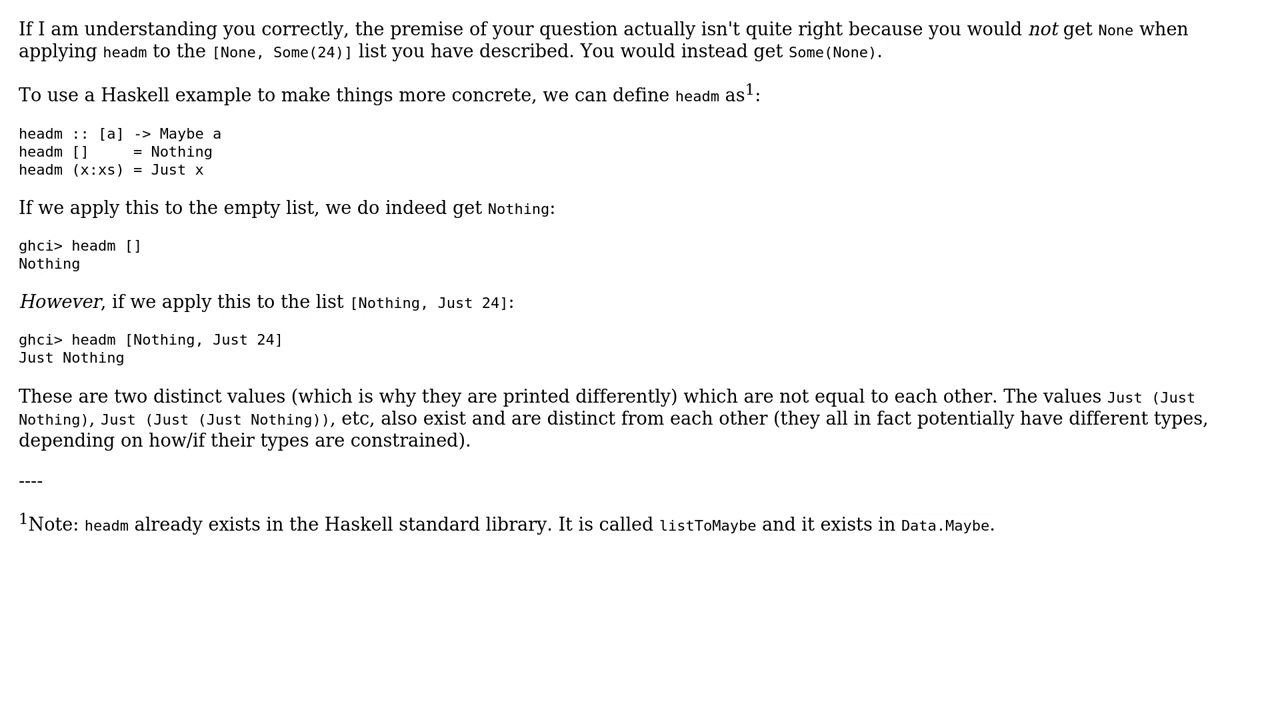 If I am understanding you correctly, the premise of your question actually isn't quite right because you would not get None when
applying headm to the [None, Some(24)] list you have described. You would instead get Some(None).
To use a Haskell example to make things more concrete, we can define headm as1:
headm :: [a] -> Maybe a
headm []     = Nothing
headm (x:xs) = Just x
If we apply this to the empty list, we do indeed get Nothing:
ghci> headm []
Nothing
However, if we apply this to the list [Nothing, Just 24]:
ghci> headm [Nothing, Just 24]
Just Nothing
These are two distinct values (which is why they are printed differently) which are not equal to each other. The values Just (Just
Nothing), Just (Just (Just Nothing)), etc, also exist and are distinct from each other (they all in fact potentially have different types,
depending on how/if their types are constrained).
----
1Note: headm already exists in the Haskell standard library. It is called listToMaybe and it exists in Data.Maybe.